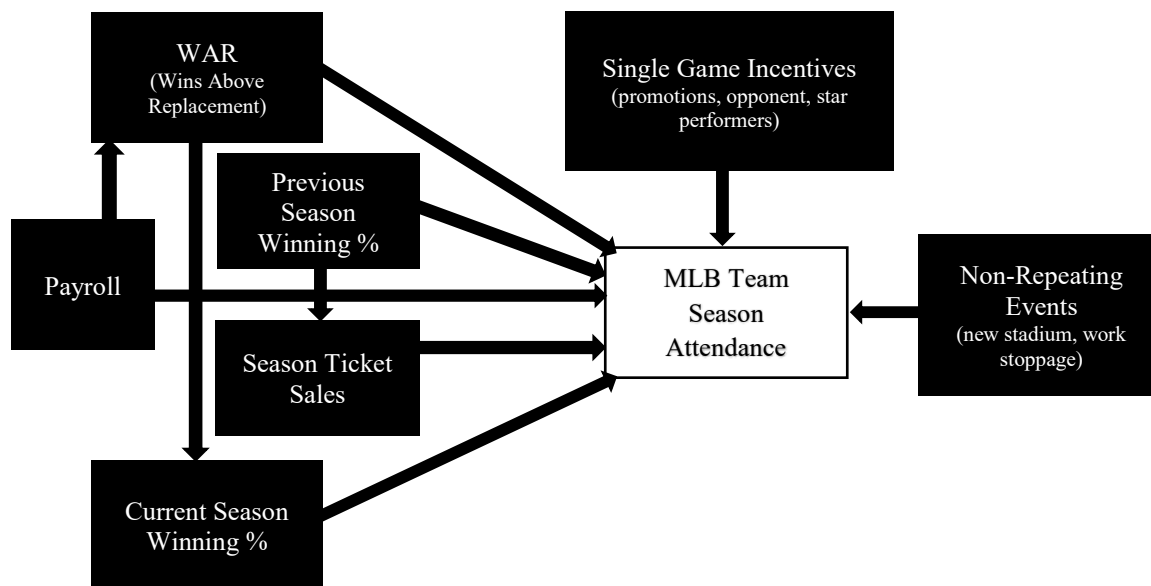 WAR
(Wins Above
Replacement)
Single Game Incentives
(promotions, opponent, star
performers)
Previous
Season
Winning %
Payroll
MLB Team
Season
Attendance
Non-Repeating
Events
(new stadium, work
stoppage)
Season Ticket
Sales
Current Season
Winning %